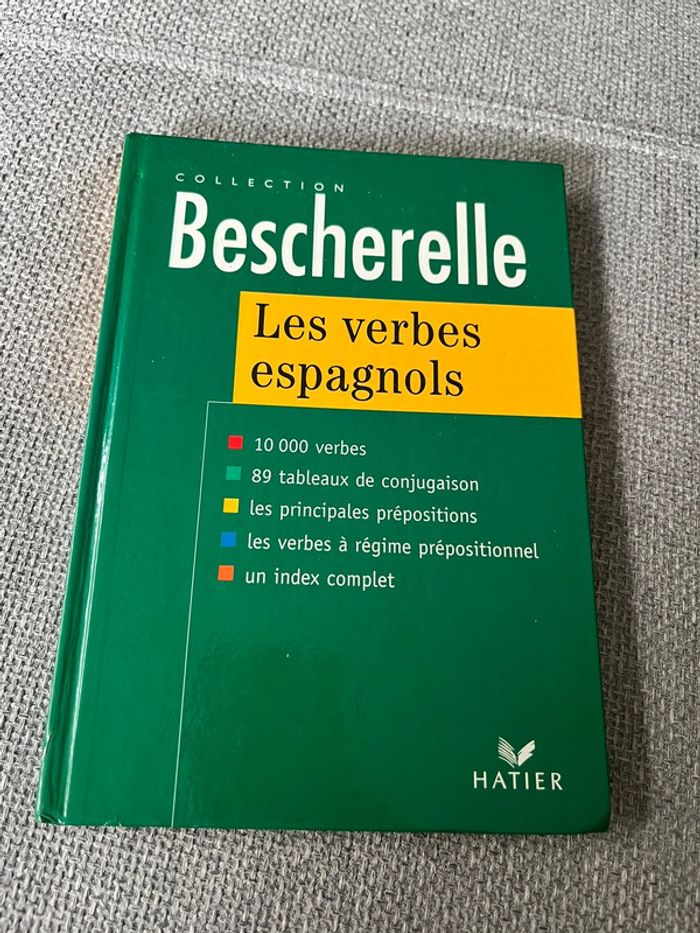 COLLECTION
Bescherelle
Les verbes
espagnols
10 000 verbes
89 tableaux de conjugaison
les principales prépositions
les verbes à régime prépositionnel
un index complet
HATIER